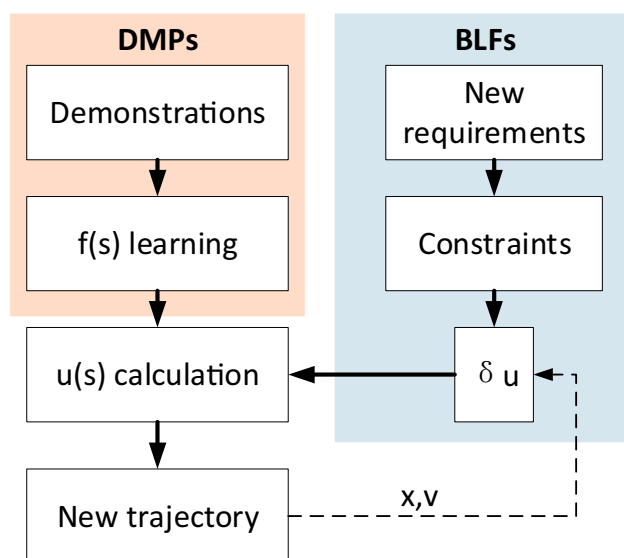 DMPs
Demonstrations
f(s) learning
u(s) calculation
New trajectory
BLFs
New
requirements
Constraints
δ u
x,v